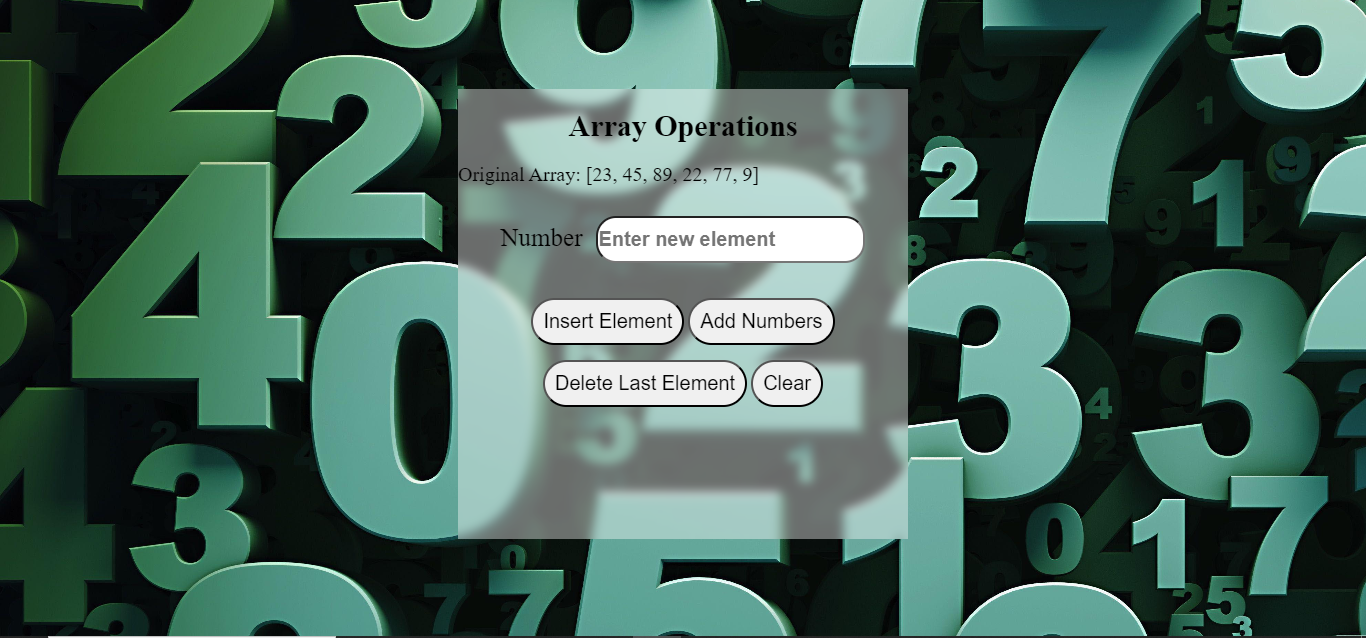 Array Operations
Original Array: [23, 45, 89, 22, 77, 9]
Number Enter new element
Insert Element Add Numbers
Delete Last Element Clear